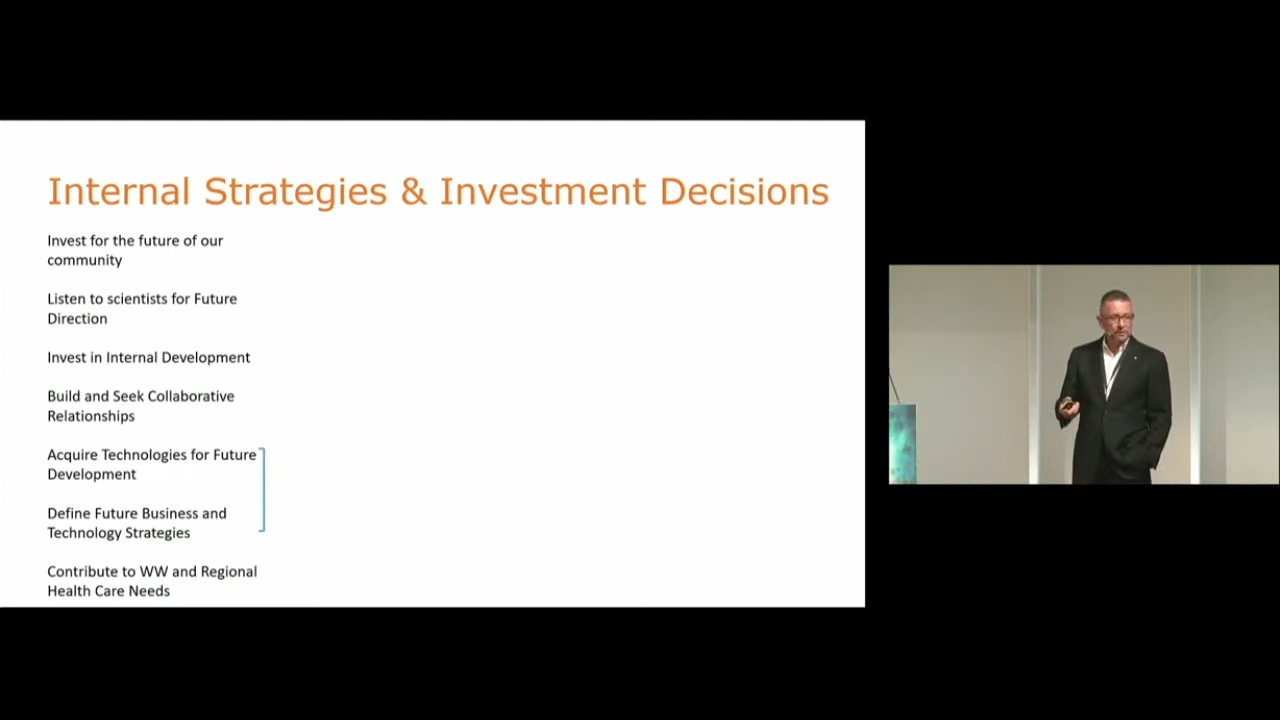 Internal Strategies & Investment Decisions
Invest for the future of our
community
Listen to scientists for Future
Direction
Invest in Internal Development
Build and Seek Collaborative
Relationships
Acquire Technologies for Future
Development
Define Future Business and
Technology Strategies
Contribute to WW and Regional
Health Care Needs